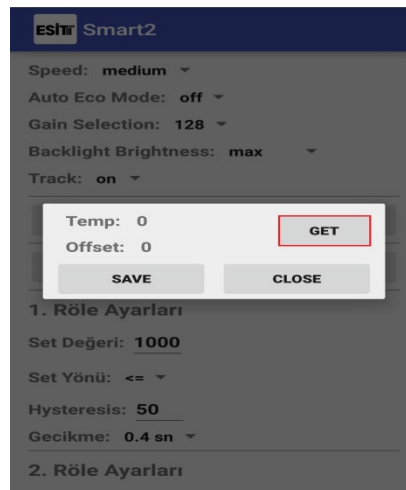 ESİT Smart2
Speed: medium
Auto Eco Mode: off
Gain Selection: 128
Backlight Brightness: max
Track: on
Temp: 0
GET
Offset: 0
SAVE CLOSE
1. Röle Ayarları
Set Değeri: 1000
Set Yönü: <=
Hysteresis: 50
Gecikme: 0.4 sn
2. Röle Ayarları